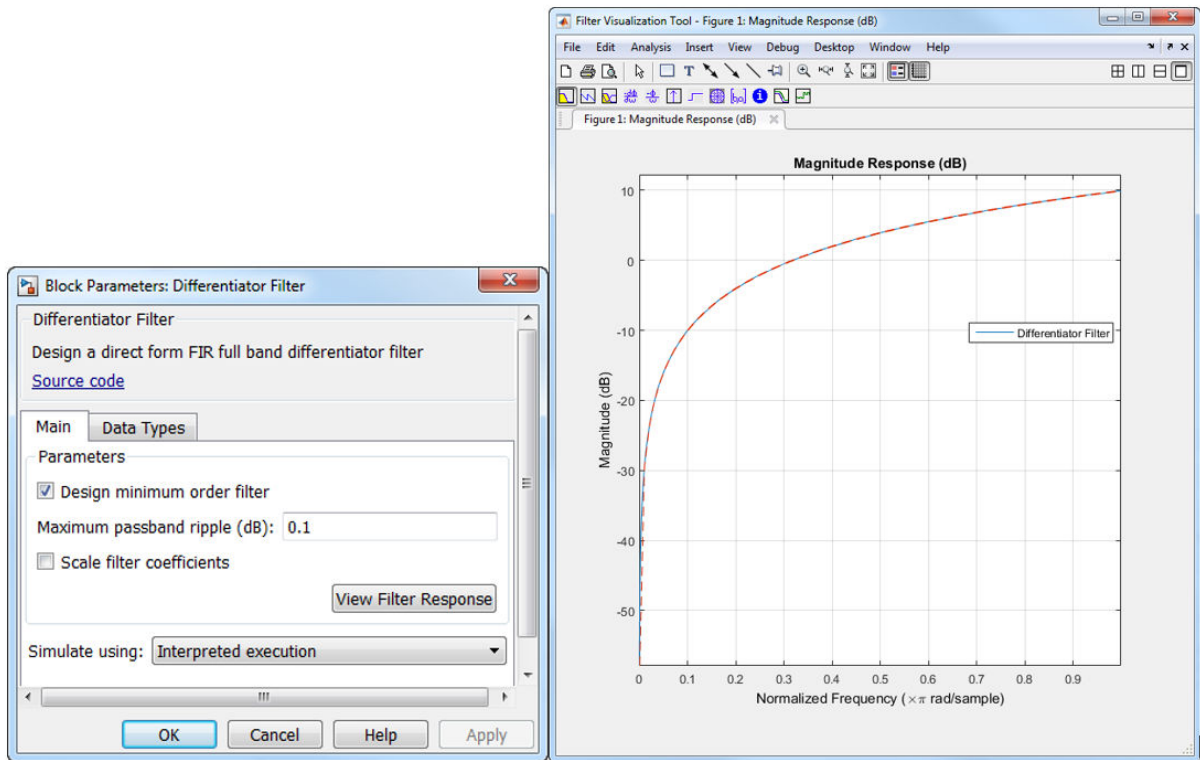 Block Parameters: Differentiator Filter
Differentiator Filter
Design a direct form FIR full band differentiator filter
Source code
Main Data Types
Parameters
Design minimum order filter
Maximum passband ripple (dB): 0.1
Scale filter coefficients
View Filter Response
Simulate using: Interpreted execution
OK Cancel Help Apply
Filter Visualization Tool - Figure 1: Magnitude Response (dB)
File Edit Analysis Insert View Debug Desktop Window Help
Figure 1: Magnitude Response (dB)
Magnitude Response (dB)
10
0
-10
-20
-30
-40
-50
Magnitude (dB)
Differentiator Filter
0 0.1 0.2 0.3 0.4 0.5 0.6 0.7 0.8 0.9
Normalized Frequency (×π rad/sample)